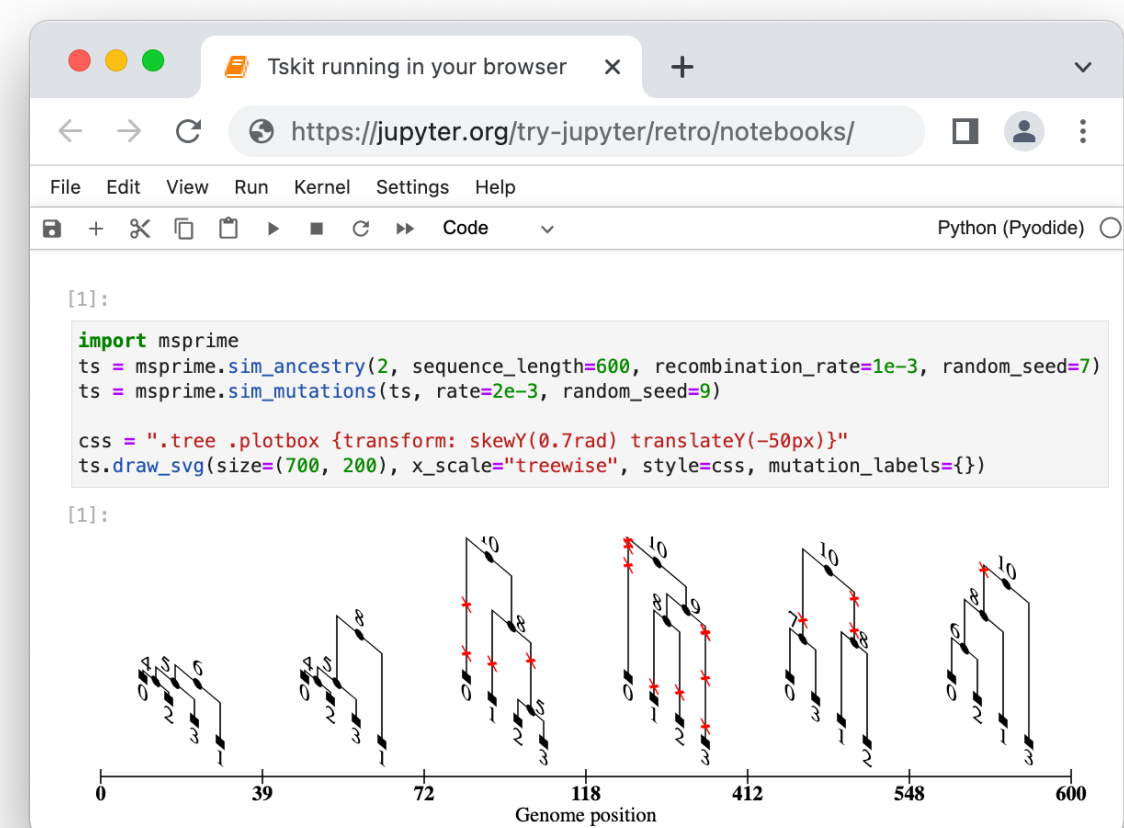 Tskit running in your browser
https://jupyter.org/try-jupyter/retro/notebooks/
File Edit View Run Kernel Settings Help
Code Python (Pyodide)
[1]:
import msprime
ts = msprime.sim_ancestry(2, sequence_length=600, recombination_rate=1e-3, random_seed=7)
ts = msprime.sim_mutations(ts, rate=2e-3, random_seed=9)
css = ".tree .plotbox {transform: skewY(0.7rad) translateY(-50px)}"
ts.draw_svg(size=(700, 200), x_scale="treewise", style=css, mutation_labels={})
[1]:
4 5 6 0 2 3 1
8 4 5 0 2 3 1
10 8 0 1 5 2 3
10 8 9 0 1 2 3
10 7 8 0 3 1 2
10 8 6 0 2 1 3
0 39 72 118 412 548 600
Genome position